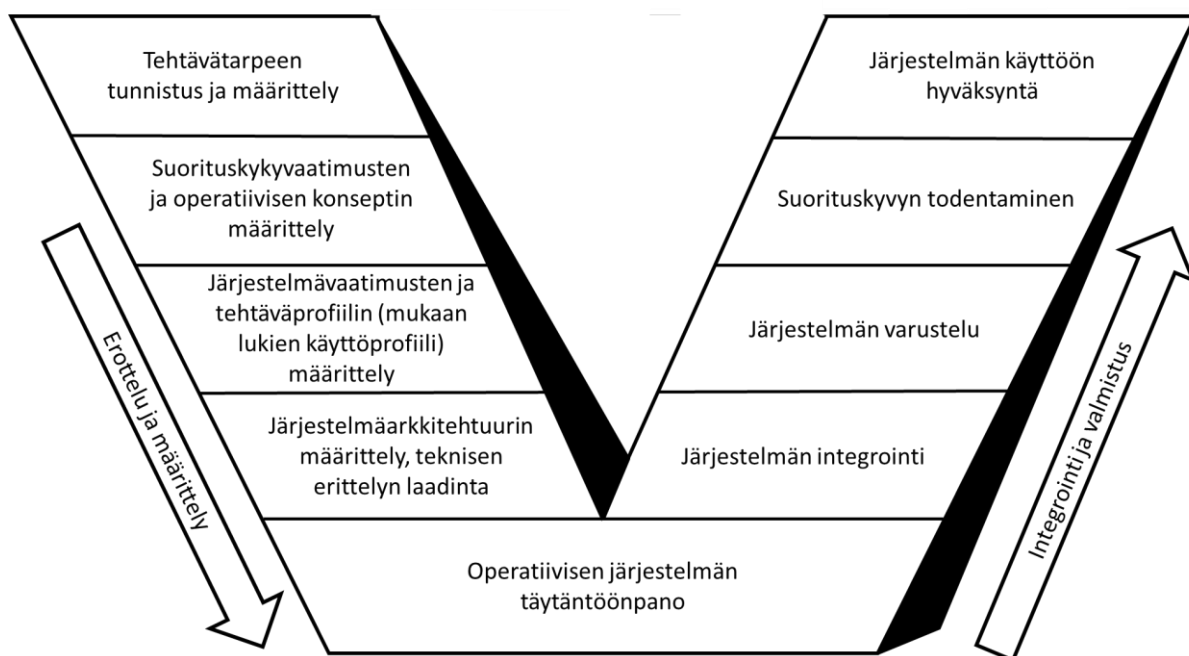 Tehtävätarpeen
tunnistus ja määrittely
Suorituskykyvaatimusten
ja operatiivisen konseptin
määrittely
Järjestelmävaatimusten ja
tehtäväprofiilin (mukaan
lukien käyttöprofiili)
määrittely
Järjestelmäarkkitehtuurin
määrittely, teknisen
erittelyn laadinta
Erottelu ja määrittely
Operatiivisen järjestelmän
täytäntöönpano
Järjestelmän käyttöön
hyväksyntä
Suorituskyvyn todentaminen
Järjestelmän varustelu
Järjestelmän integrointi
Integrointi ja valmistus